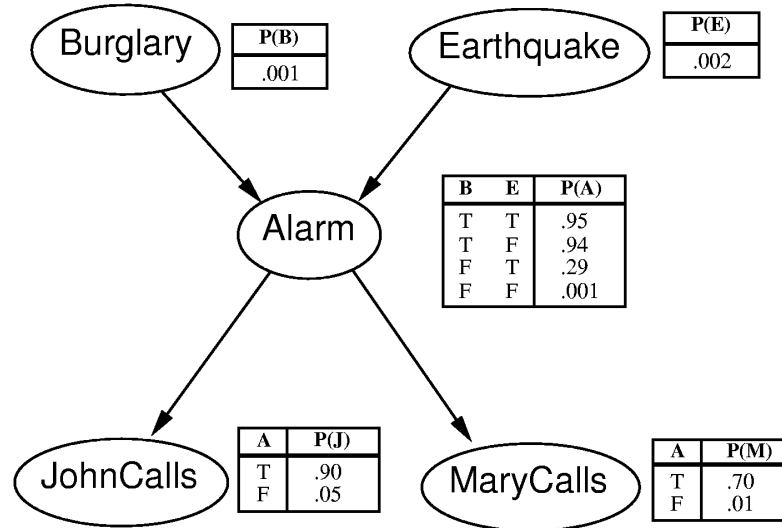 Burglary
P(B)
.001
Earthquake
P(E)
.002
Alarm
B E P(A)
T T .95
T F .94
F T .29
F F .001
JohnCalls
A P(J)
T .90
F .05
MaryCalls
A P(M)
T .70
F .01